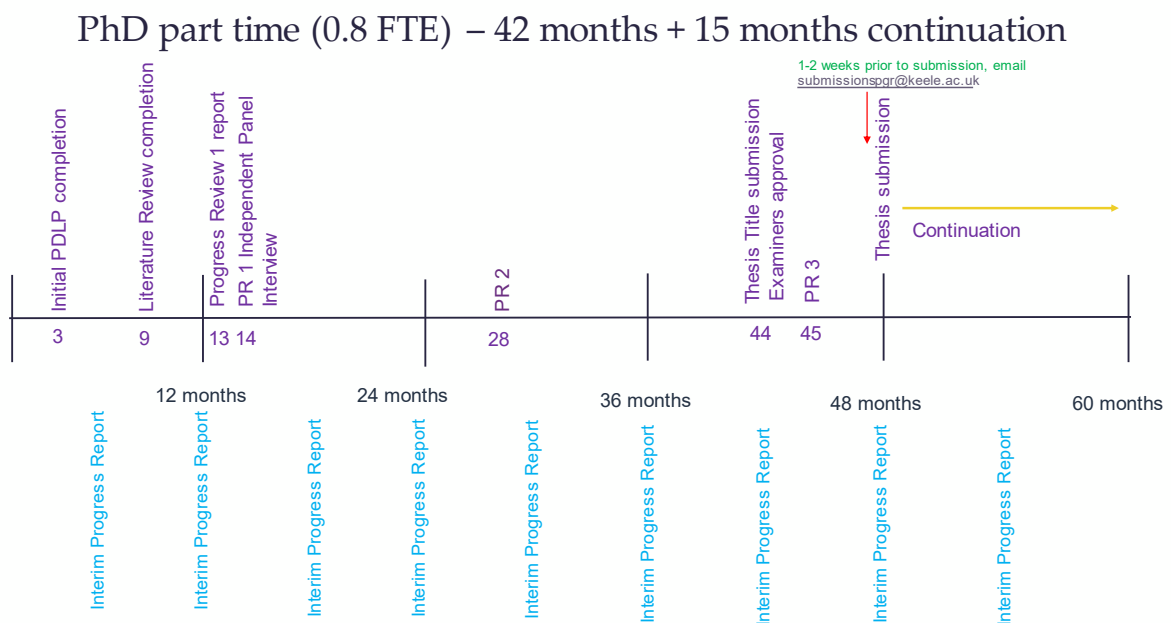 PhD part time (0.8 FTE) – 42 months + 15 months continuation
1-2 weeks prior to submission, email
submissionspgr@keele.ac.uk
Initial PDLP completion
Literature Review completion
Progress Review 1 report
PR 1 Independent Panel
Interview
PR 2
Thesis Title submission
Examiners approval
PR 3
Thesis submission
Continuation
3
9
13
14
28
44
45
12 months
24 months
36 months
48 months
60 months
Interim Progress Report
Interim Progress Report
Interim Progress Report
Interim Progress Report
Interim Progress Report
Interim Progress Report
Interim Progress Report
Interim Progress Report
Interim Progress Report